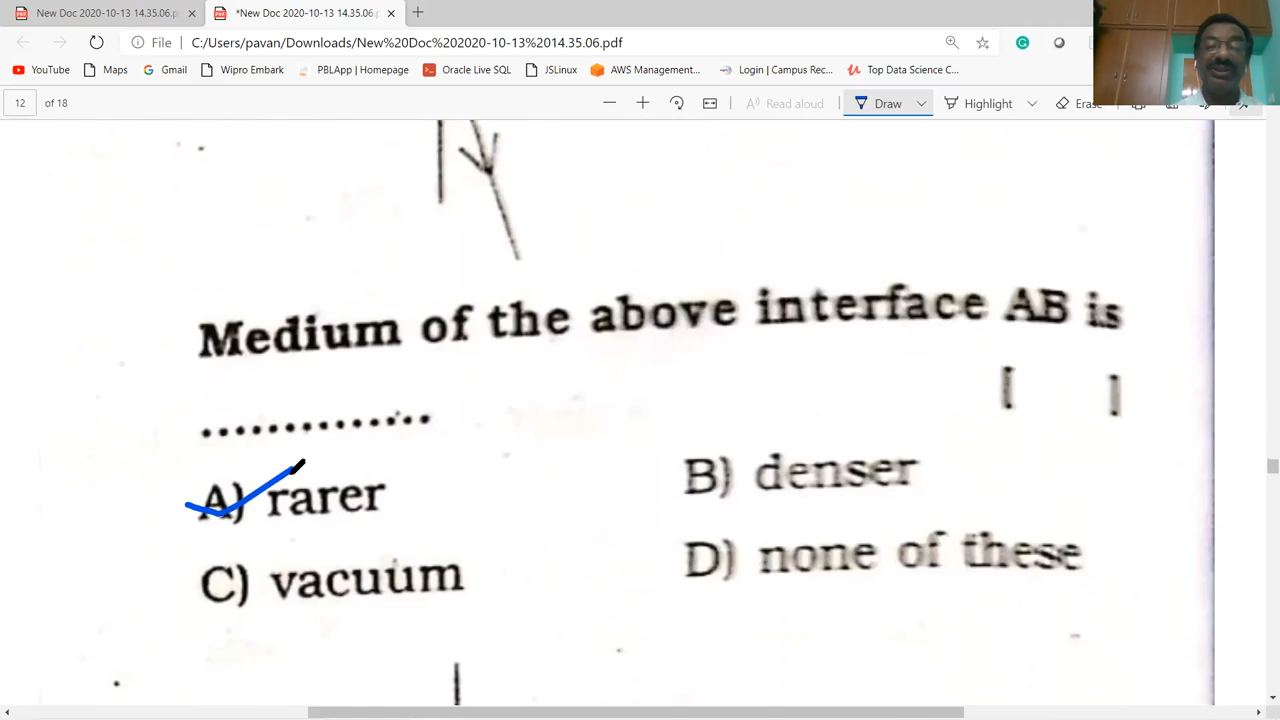 New Doc 2020-10-13 14.35.06.p
*New Doc 2020-10-13 14.35.06.p
File C:/Users/pavan/Downloads/New%20Doc%202020-10-13%2014.35.06.pdf
YouTube Maps Gmail Wipro Embark PBLApp | Homepage Oracle Live SQL JSLinux AWS Management... Login | Campus Rec... Top Data Science C...
12 of 18 Read aloud Draw Highlight Erase
Medium of the above interface AB is
.............. [ ]
A) rarer B) denser
C) vacuum D) none of these